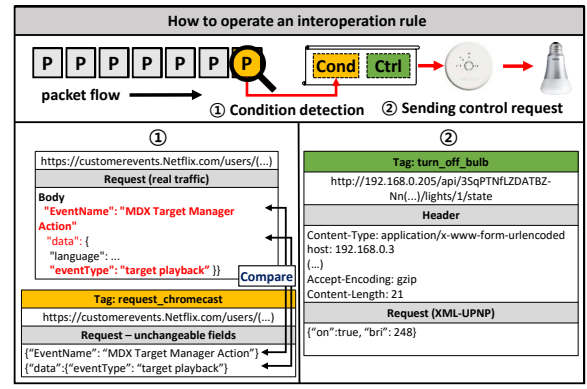 How to operate an interoperation rule
P P P P P P P
Cond Ctrl
packet flow
① Condition detection ② Sending control request
①
https://customerevents.Netflix.com/users/(...)
Request (real traffic)
Body
"EventName": "MDX Target Manager
Action"
"data": {
"language": ...
"eventType": "target playback" }}
Compare
Tag: request_chromecast
https://customerevents.Netflix.com/users/(...)
Request – unchangeable fields
{"EventName": "MDX Target Manager Action"}
{"data":{"eventType": "target playback"}
②
Tag: turn_off_bulb
http://192.168.0.205/api/3SqPTNfLZDATBZ-
Nn(...)/lights/1/state
Header
Content-Type: application/x-www-form-urlencoded
host: 192.168.0.3
(...)
Accept-Encoding: gzip
Content-Length: 21
Request (XML-UPNP)
{"on":true, "bri": 248}